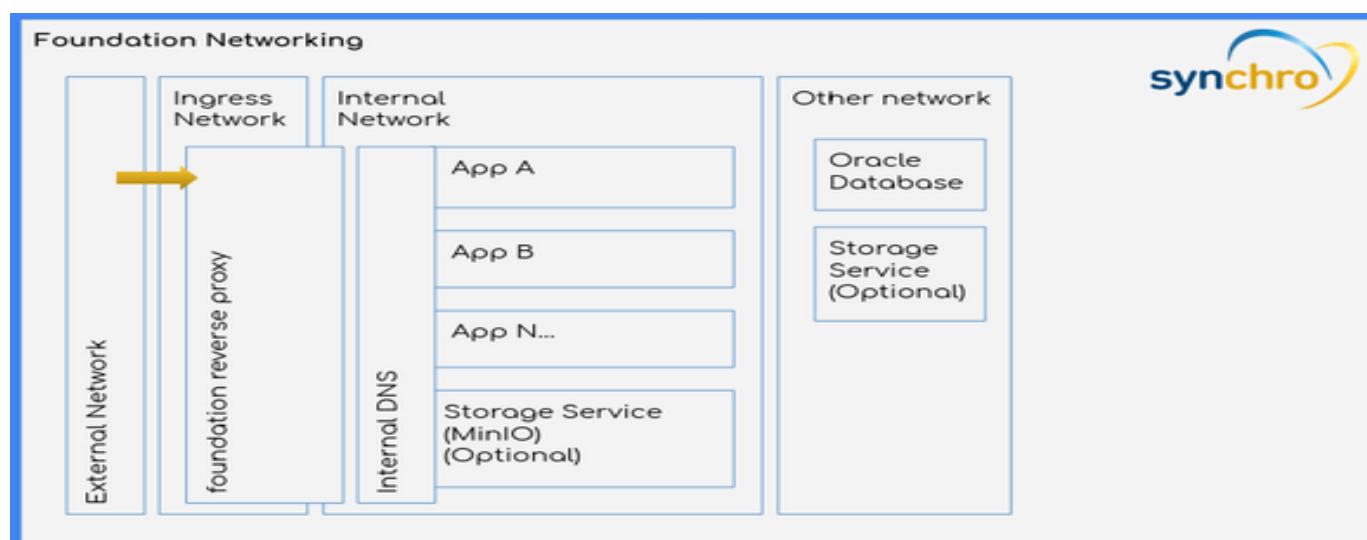 Foundation Networking
synchro
External Network
Ingress
Network
foundation reverse proxy
Internal
Network
Internal DNS
App A
App B
App N...
Storage Service
(MinIO)
(Optional)
Other network
Oracle
Database
Storage
Service
(Optional)